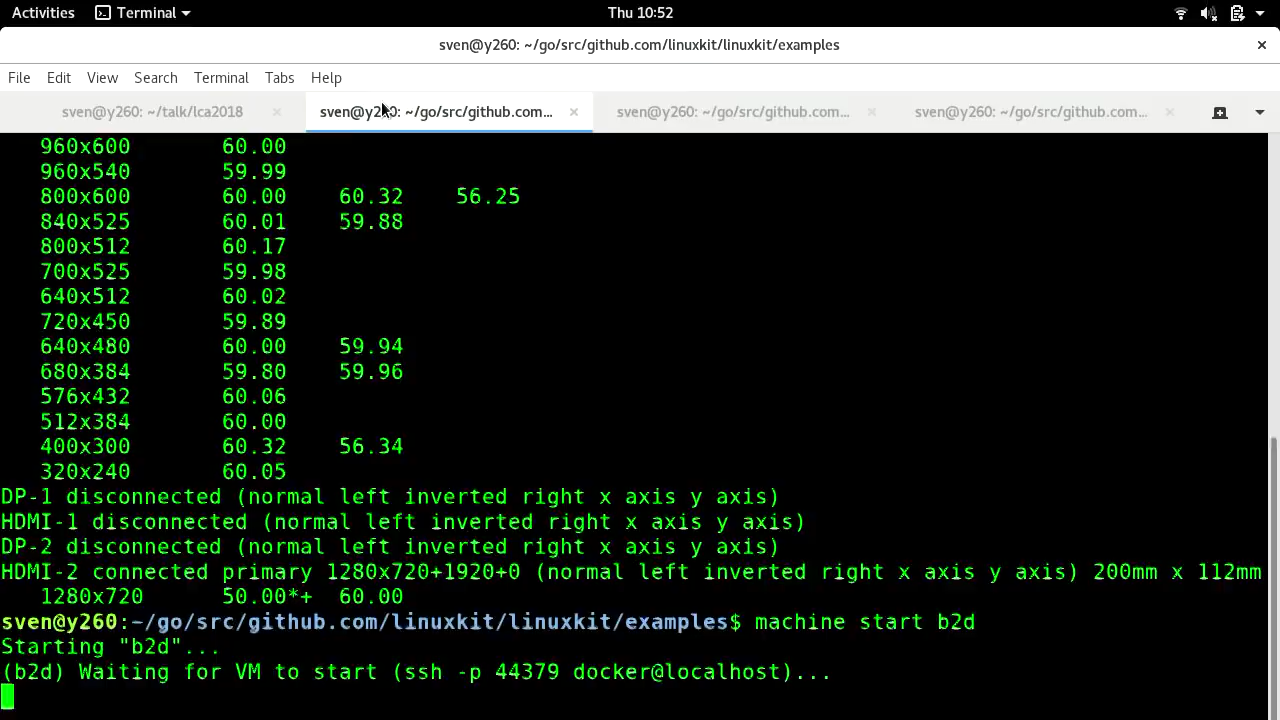 Activities Terminal Thu 10:52
sven@y260: ~/go/src/github.com/linuxkit/linuxkit/examples
File Edit View Search Terminal Tabs Help
sven@y260: ~/talk/lca2018 sven@y260: ~/go/src/github.com... sven@y260: ~/go/src/github.com... sven@y260: ~/go/src/github.com...
960x600 60.00
960x540 59.99
800x600 60.00 60.32 56.25
840x525 60.01 59.88
800x512 60.17
700x525 59.98
640x512 60.02
720x450 59.89
640x480 60.00 59.94
680x384 59.80 59.96
576x432 60.06
512x384 60.00
400x300 60.32 56.34
320x240 60.05
DP-1 disconnected (normal left inverted right x axis y axis)
HDMI-1 disconnected (normal left inverted right x axis y axis)
DP-2 disconnected (normal left inverted right x axis y axis)
HDMI-2 connected primary 1280x720+1920+0 (normal left inverted right x axis y axis) 200mm x 112mm
1280x720 50.00*+ 60.00
sven@y260:~/go/src/github.com/linuxkit/linuxkit/examples$ machine start b2d
Starting "b2d"...
(b2d) Waiting for VM to start (ssh -p 44379 docker@localhost)...